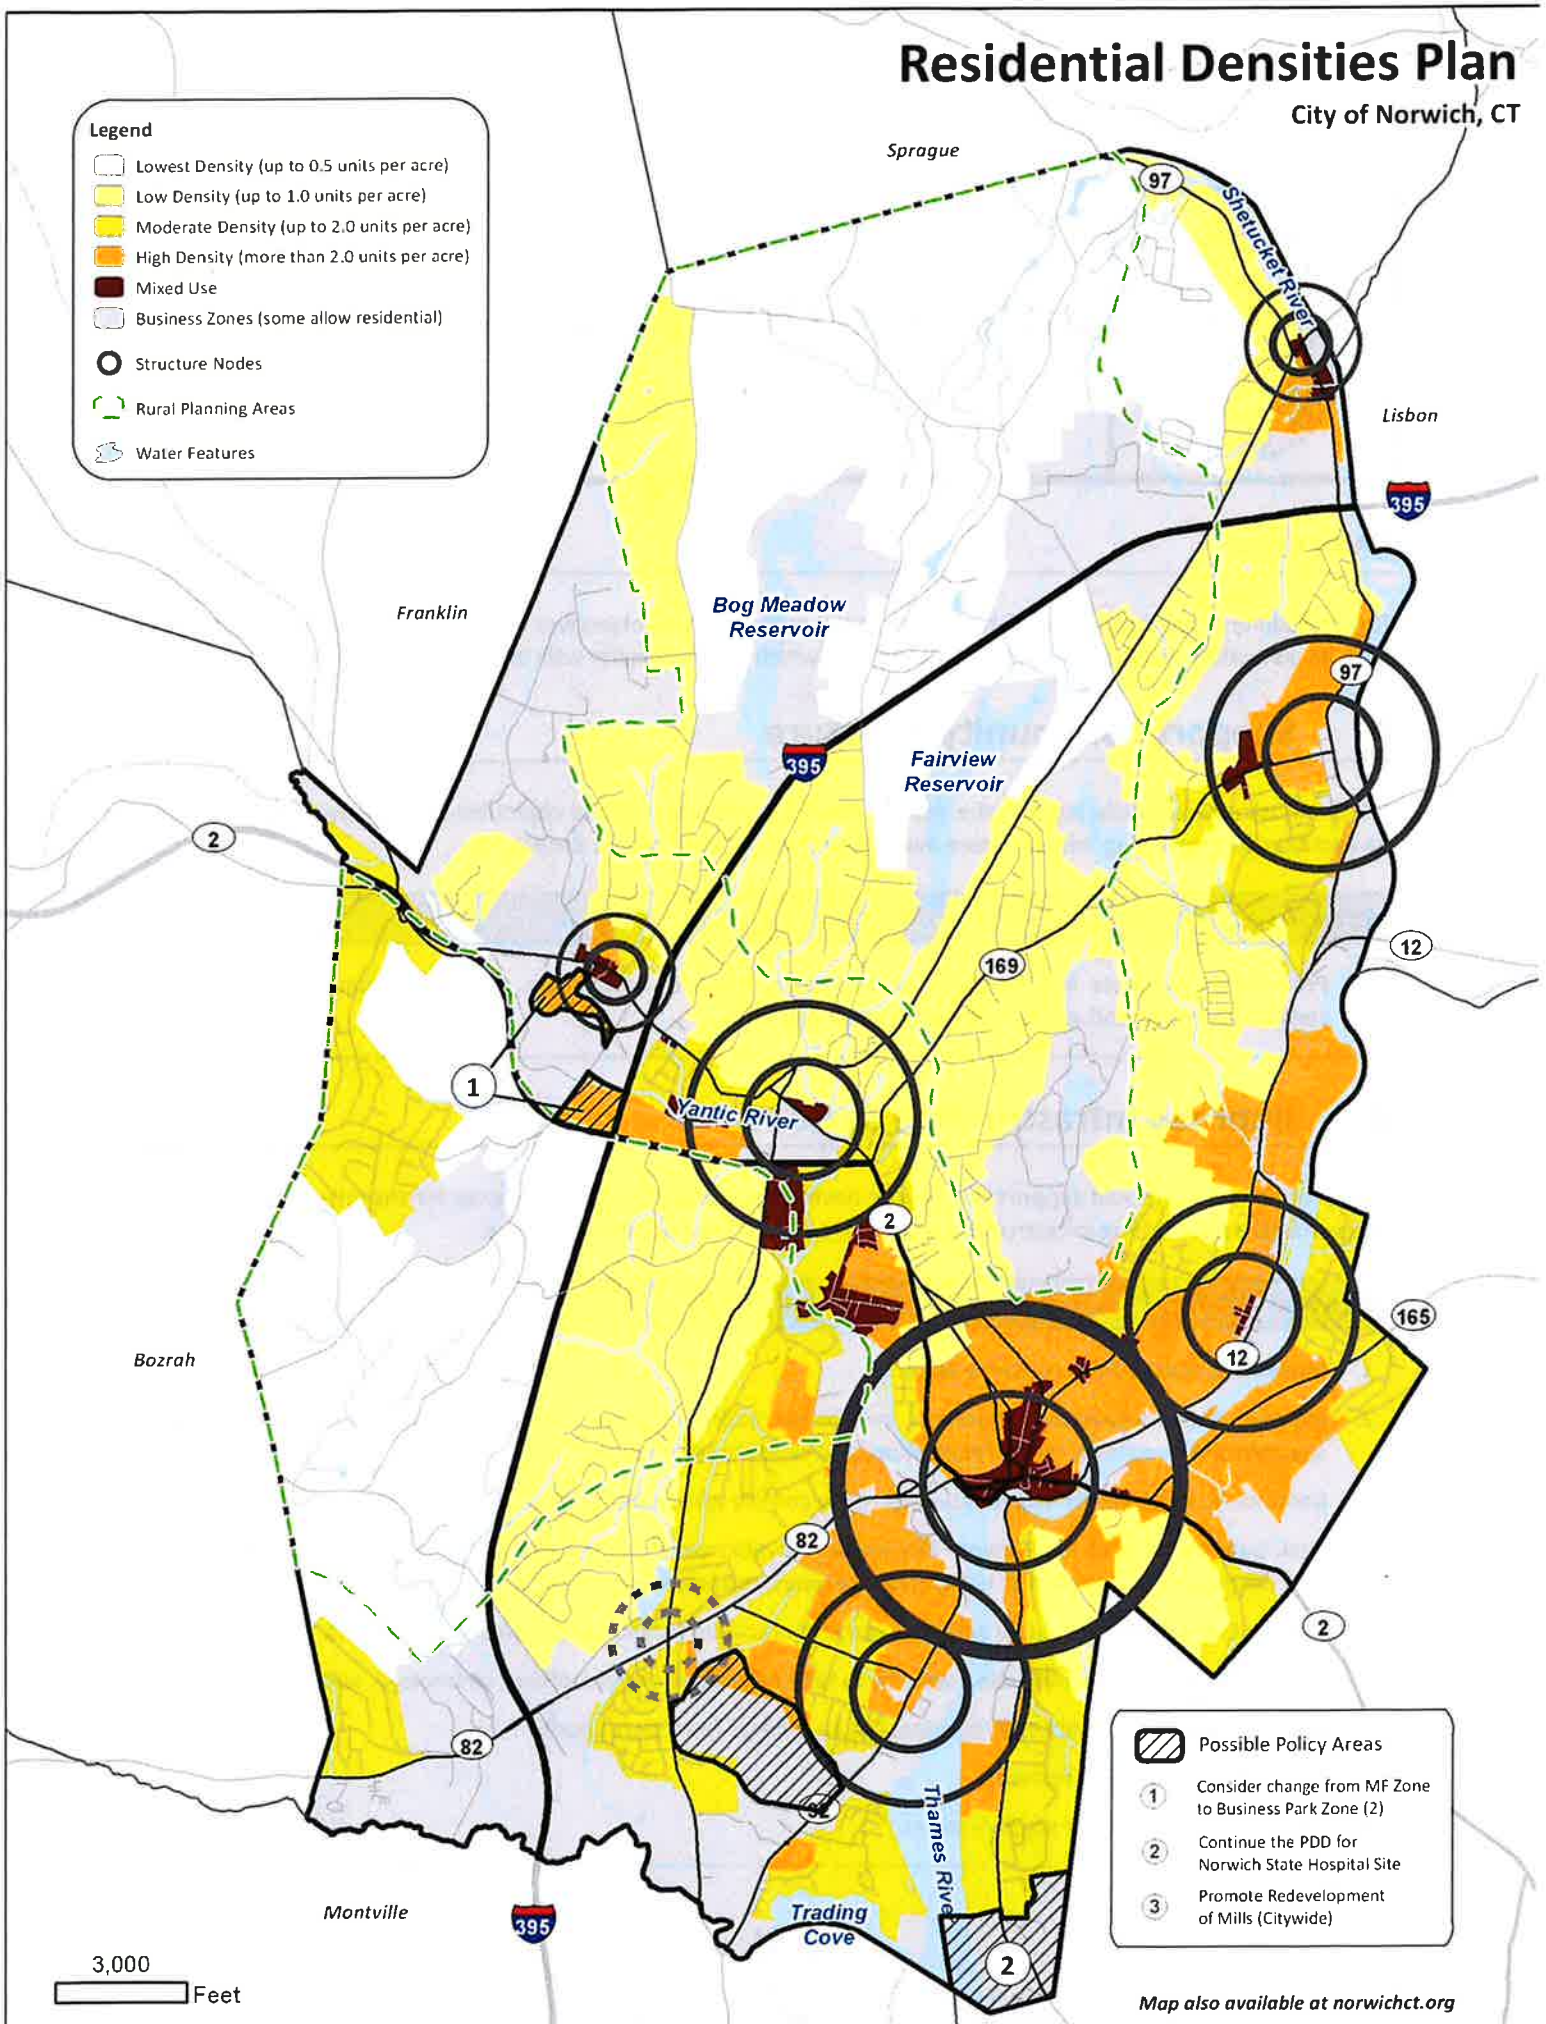 Residential Densities Plan
City of Norwich, CT
Legend
Lowest Density (up to 0.5 units per acre)
Low Density (up to 1.0 units per acre)
Moderate Density (up to 2.0 units per acre)
High Density (more than 2.0 units per acre)
Mixed Use
Business Zones (some allow residential)
Structure Nodes
Rural Planning Areas
Water Features
Sprague
97
Shetucket River
Lisbon
395
Franklin
Bog Meadow
Reservoir
97
395
Fairview
Reservoir
2
12
169
1
Yantic River
2
165
12
Bozrah
82
2
82
Thames River
Trading
Cove
2
Montville
395
3,000
Feet
Possible Policy Areas
1
Consider change from MF Zone
to Business Park Zone (2)
2
Continue the PDD for
Norwich State Hospital Site
3
Promote Redevelopment
of Mills (Citywide)
Map also available at norwichct.org